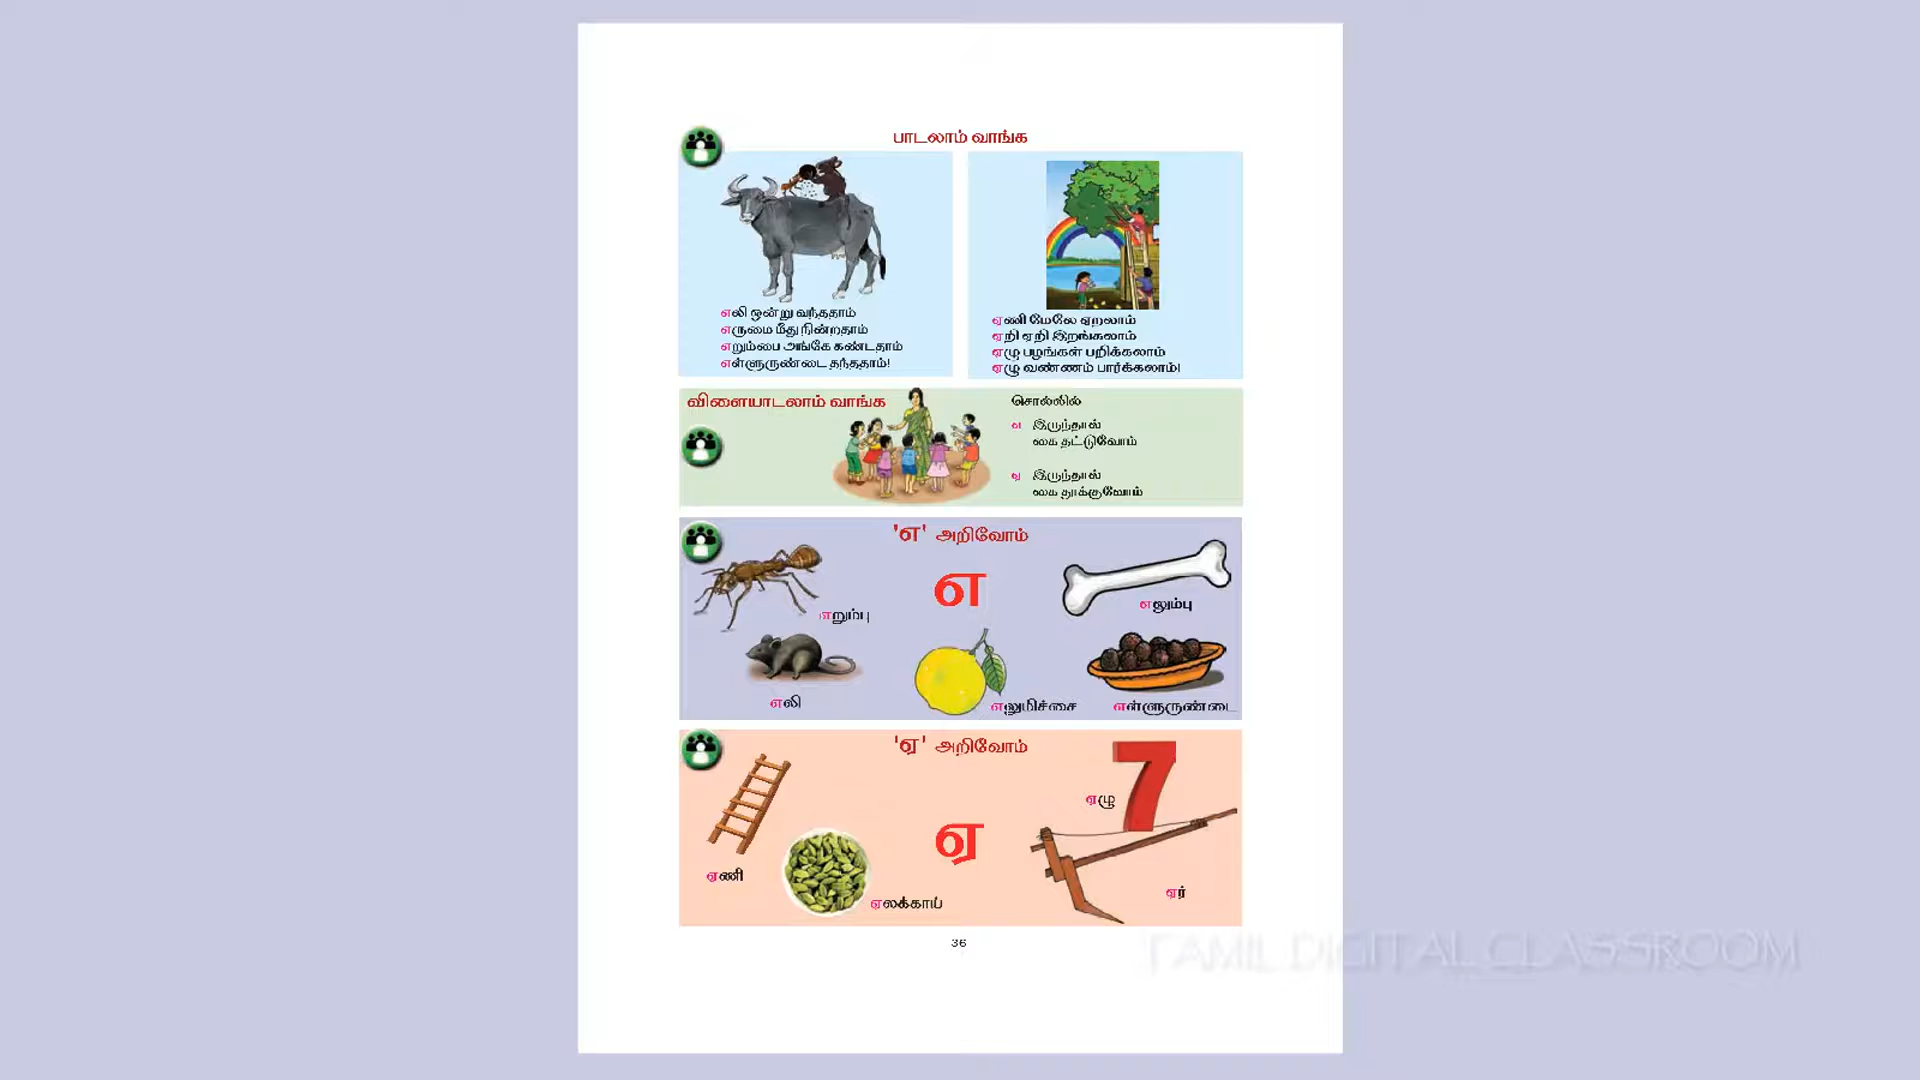 பாடலாம் வாங்க
எலி ஒன்று வந்ததாம்
எருமை மீது நின்றதாம்
எறும்பை அங்கே கண்டதாம்
எள்ளுருண்டை தந்ததாம்!
ஏணி மேலே ஏறலாம்
ஏறி ஏறி இறங்கலாம்
ஏழு பழங்கள் பறிக்கலாம்
ஏழு வண்ணம் பார்க்கலாம்!
விளையாடலாம் வாங்க
சொல்லில்
எ இருந்தால்
கை தட்டுவோம்
ஏ இருந்தால்
கை தூக்குவோம்
'எ' அறிவோம்
எ
எறும்பு
எலும்பு
எலி
எலுமிச்சை
எள்ளுருண்டை
'ஏ' அறிவோம்
ஏழு
ஏ
ஏணி
ஏலக்காய்
ஏர்
36
TAMIL DIGITAL CLASSROOM